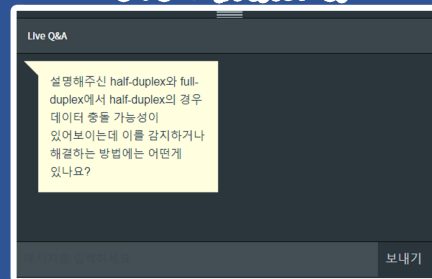 Live Q&A
설명해주신 half-duplex와 full-
duplex에서 half-duplex의 경우
데이터 충돌 가능성이
있어보이는데 이를 감지하거나
해결하는 방법에는 어떤게
있나요?
보내기